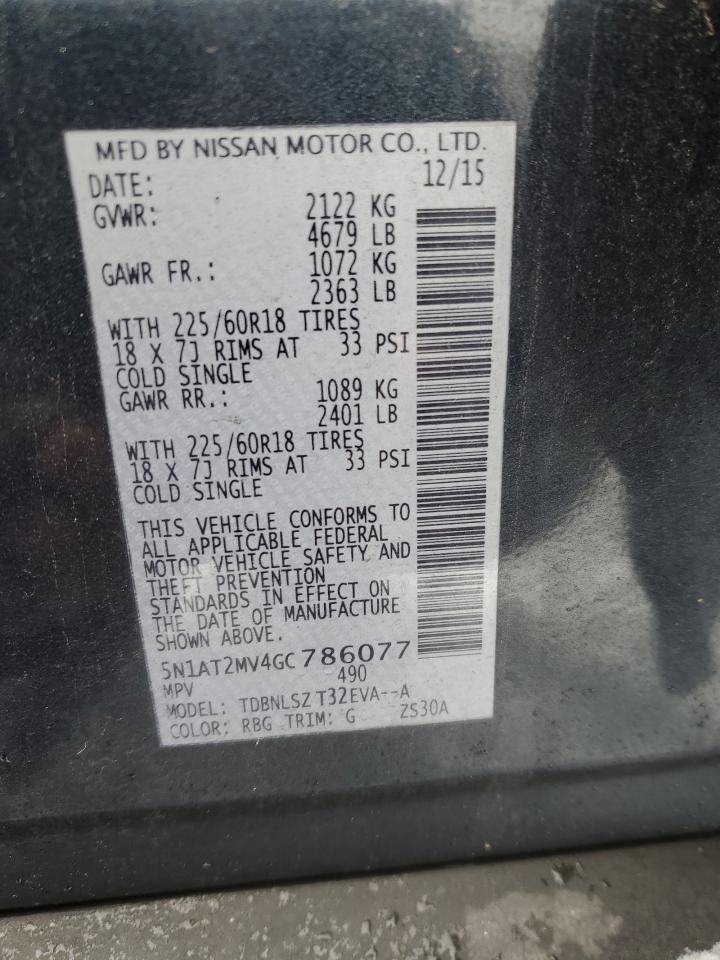 MFD BY NISSAN MOTOR CO., LTD.
DATE: 12/15
GVWR: 2122 KG
4679 LB
GAWR FR.: 1072 KG
2363 LB
WITH 225/60R18 TIRES
18 X 7J RIMS AT 33 PSI
COLD SINGLE
GAWR RR.: 1089 KG
2401 LB
WITH 225/60R18 TIRES
18 X 7J RIMS AT 33 PSI
COLD SINGLE
THIS VEHICLE CONFORMS TO
ALL APPLICABLE FEDERAL
MOTOR VEHICLE SAFETY AND
THEFT PREVENTION
STANDARDS IN EFFECT ON
THE DATE OF MANUFACTURE
SHOWN ABOVE.
5N1AT2MV4GC786077
MPV 490
MODEL: TDBNLSZ T32EVA--A
COLOR: RBG TRIM: G ZS30A